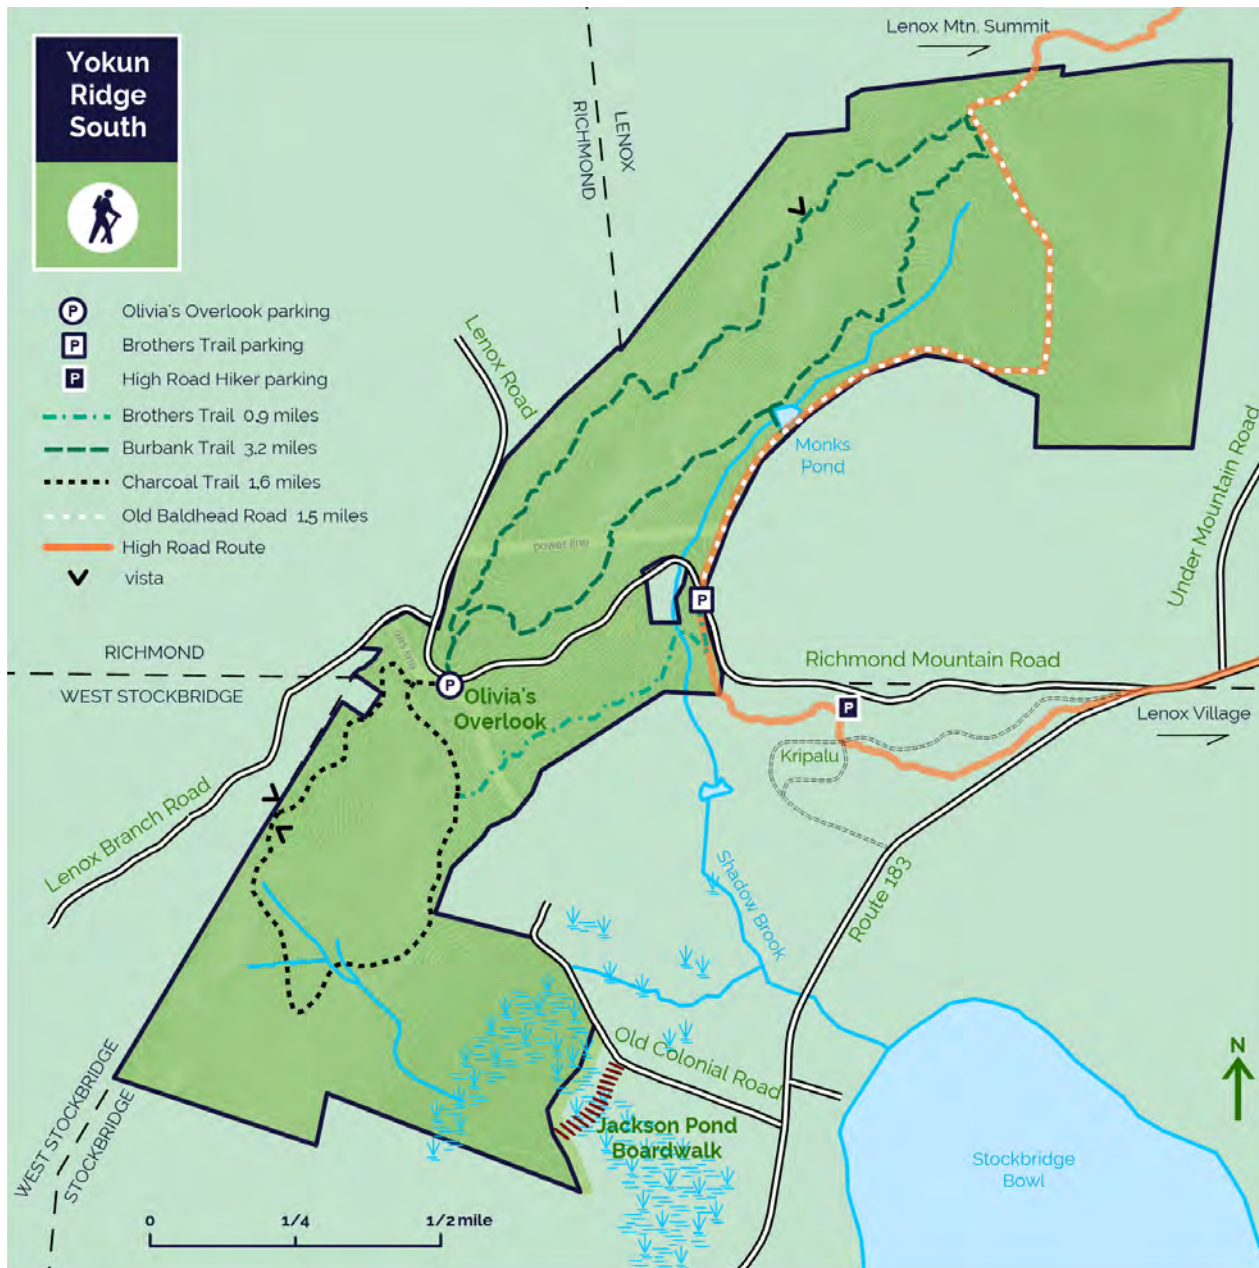 Yokun
Ridge
South
P Olivia's Overlook parking
P Brothers Trail parking
P High Road Hiker parking
Brothers Trail 0.9 miles
Burbank Trail 3.2 miles
Charcoal Trail 1.6 miles
Old Baldhead Road 1.5 miles
High Road Route
vista
Lenox Mtn. Summit
LENOX
RICHMOND
Lenox Road
Monks
Pond
Under Mountain Road
power line
gas line
P
P
P
RICHMOND
WEST STOCKBRIDGE
Olivia's
Overlook
Richmond Mountain Road
Lenox Village
Kripalu
Lenox Branch Road
Shadow Brook
Route 183
Old Colonial Road
Jackson Pond
Boardwalk
WEST STOCKBRIDGE
STOCKBRIDGE
Stockbridge
Bowl
N
0 1/4 1/2 mile